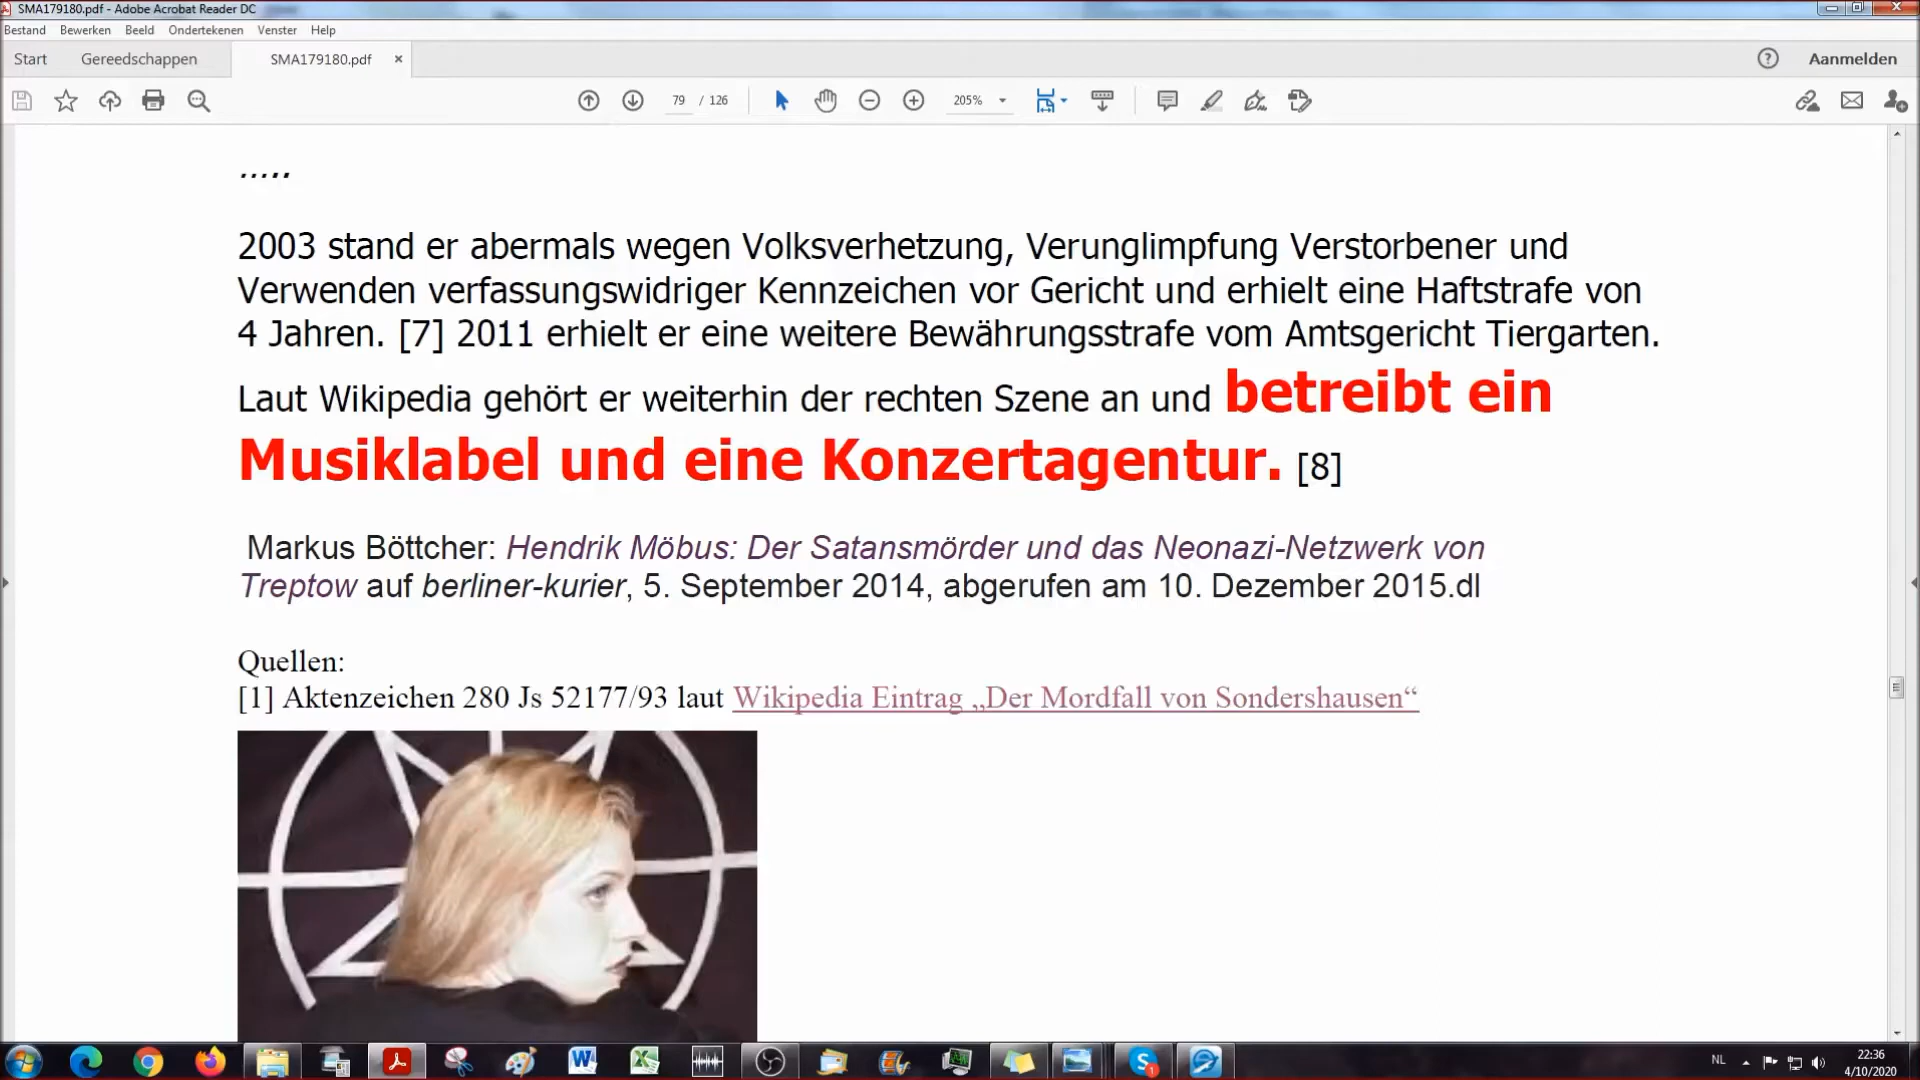 SMA179180.pdf - Adobe Acrobat Reader DC
Bestand Bewerken Beeld Ondertekenen Venster Help
Start Gereedschappen SMA179180.pdf × Aanmelden
79 / 126 205%
.....
2003 stand er abermals wegen Volksverhetzung, Verunglimpfung Verstorbener und
Verwenden verfassungswidriger Kennzeichen vor Gericht und erhielt eine Haftstrafe von
4 Jahren. [7] 2011 erhielt er eine weitere Bewährungsstrafe vom Amtsgericht Tiergarten.
Laut Wikipedia gehört er weiterhin der rechten Szene an und betreibt ein
Musiklabel und eine Konzertagentur. [8]
Markus Böttcher: Hendrik Möbus: Der Satansmörder und das Neonazi-Netzwerk von
Treptow auf berliner-kurier, 5. September 2014, abgerufen am 10. Dezember 2015.dl
Quellen:
[1] Aktenzeichen 280 Js 52177/93 laut Wikipedia Eintrag „Der Mordfall von Sondershausen“
NL 22:36
4/10/2020